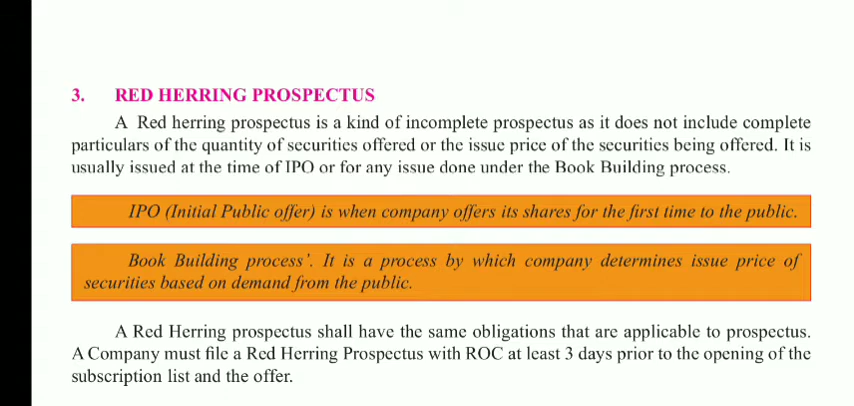 3. RED HERRING PROSPECTUS
A Red herring prospectus is a kind of incomplete prospectus as it does not include complete
particulars of the quantity of securities offered or the issue price of the securities being offered. It is
usually issued at the time of IPO or for any issue done under the Book Building process.
IPO (Initial Public offer) is when company offers its shares for the first time to the public.
Book Building process’. It is a process by which company determines issue price of
securities based on demand from the public.
A Red Herring prospectus shall have the same obligations that are applicable to prospectus.
A Company must file a Red Herring Prospectus with ROC at least 3 days prior to the opening of the
subscription list and the offer.